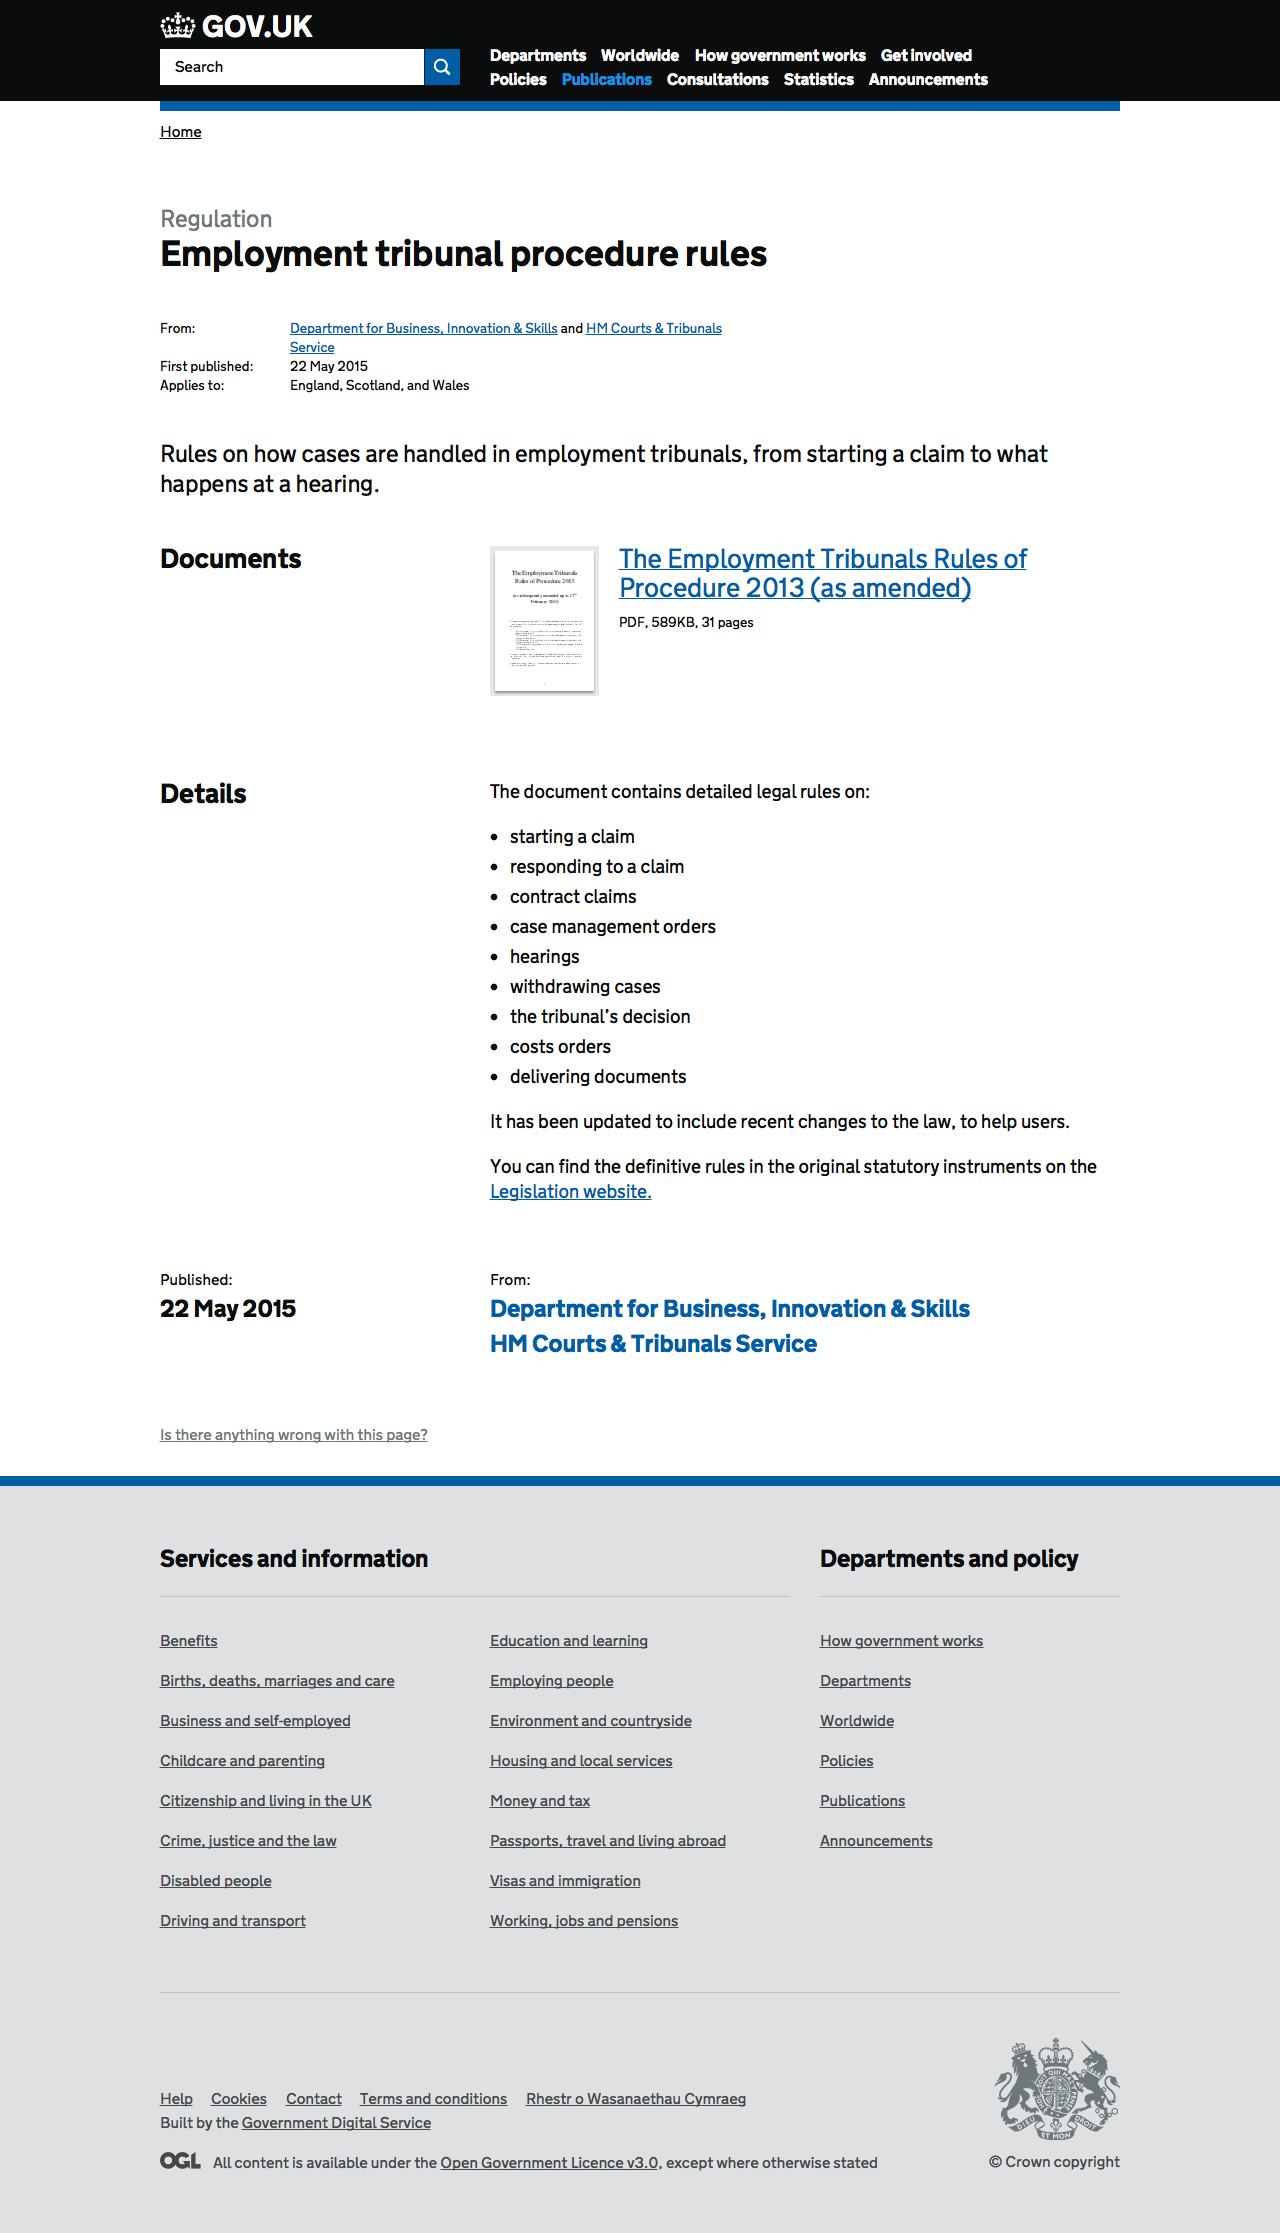 GOV.UK
Search
Departments Worldwide How government works Get involved
Policies Publications Consultations Statistics Announcements
Home
Regulation
Employment tribunal procedure rules
From: Department for Business, Innovation & Skills and HM Courts & Tribunals
Service
First published: 22 May 2015
Applies to: England, Scotland, and Wales
Rules on how cases are handled in employment tribunals, from starting a claim to what
happens at a hearing.
Documents
The Employment Tribunals
Rules of Procedure 2013
The Employment Tribunals Rules of
Procedure 2013 (as amended)
PDF, 589KB, 31 pages
Details
The document contains detailed legal rules on:
• starting a claim
• responding to a claim
• contract claims
• case management orders
• hearings
• withdrawing cases
• the tribunal’s decision
• costs orders
• delivering documents
It has been updated to include recent changes to the law, to help users.
You can find the definitive rules in the original statutory instruments on the
Legislation website.
Published:
22 May 2015
From:
Department for Business, Innovation & Skills
HM Courts & Tribunals Service
Is there anything wrong with this page?
Services and information
Benefits
Births, deaths, marriages and care
Business and self-employed
Childcare and parenting
Citizenship and living in the UK
Crime, justice and the law
Disabled people
Driving and transport
Education and learning
Employing people
Environment and countryside
Housing and local services
Money and tax
Passports, travel and living abroad
Visas and immigration
Working, jobs and pensions
Departments and policy
How government works
Departments
Worldwide
Policies
Publications
Announcements
Help Cookies Contact Terms and conditions Rhestr o Wasanaethau Cymraeg
Built by the Government Digital Service
OGL All content is available under the Open Government Licence v3.0, except where otherwise stated
DIEU ET MON DROIT
© Crown copyright